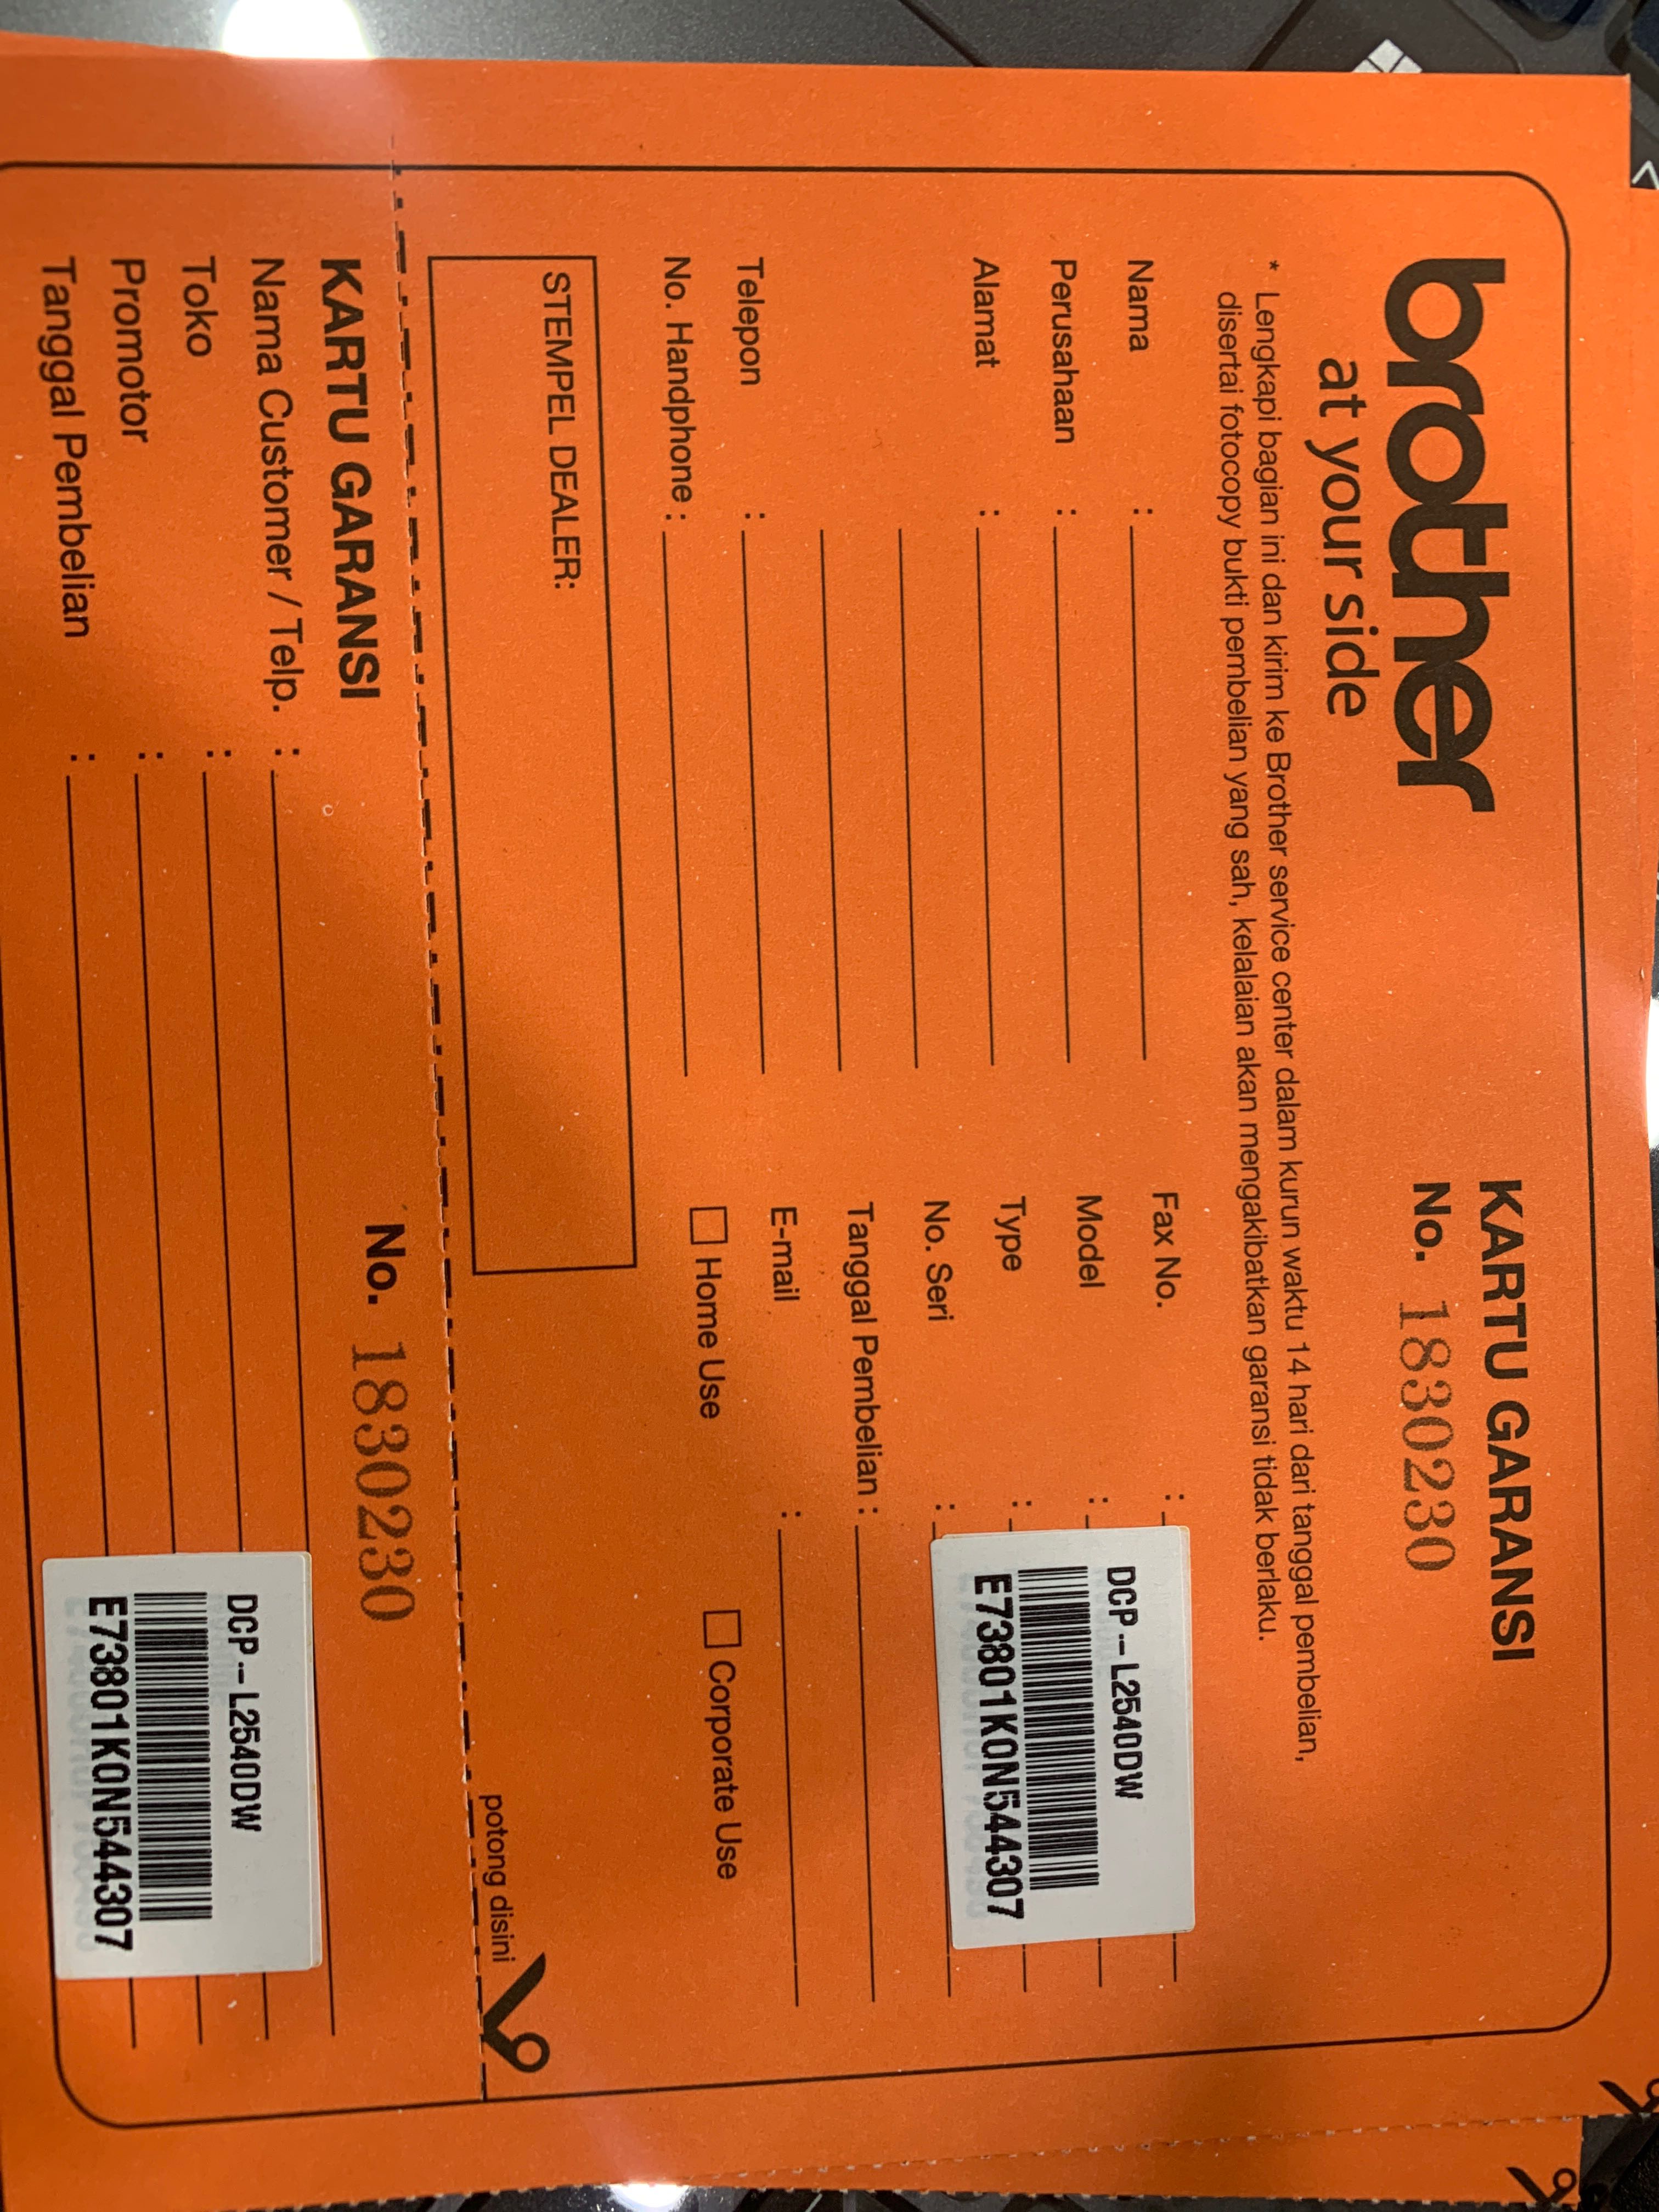 brother
at your side
KARTU GARANSI
No. 1830230
* Lengkapi bagian ini dan kirim ke Brother service center dalam kurun waktu 14 hari dari tanggal pembelian,
disertai fotocopy bukti pembelian yang sah, kelalaian akan mengakibatkan garansi tidak berlaku.
Nama :
Perusahaan :
Alamat :
Telepon :
No. Handphone :
Fax No. :
Model :
Type :
No. Seri :
Tanggal Pembelian :
E-mail :
Home Use
Corporate Use
DCP-L2540DW
E73801K0N544307
STEMPEL DEALER:
potong disini
KARTU GARANSI
No. 1830230
Nama Customer / Telp. :
Toko :
Promotor :
Tanggal Pembelian :
DCP-L2540DW
E73801K0N544307